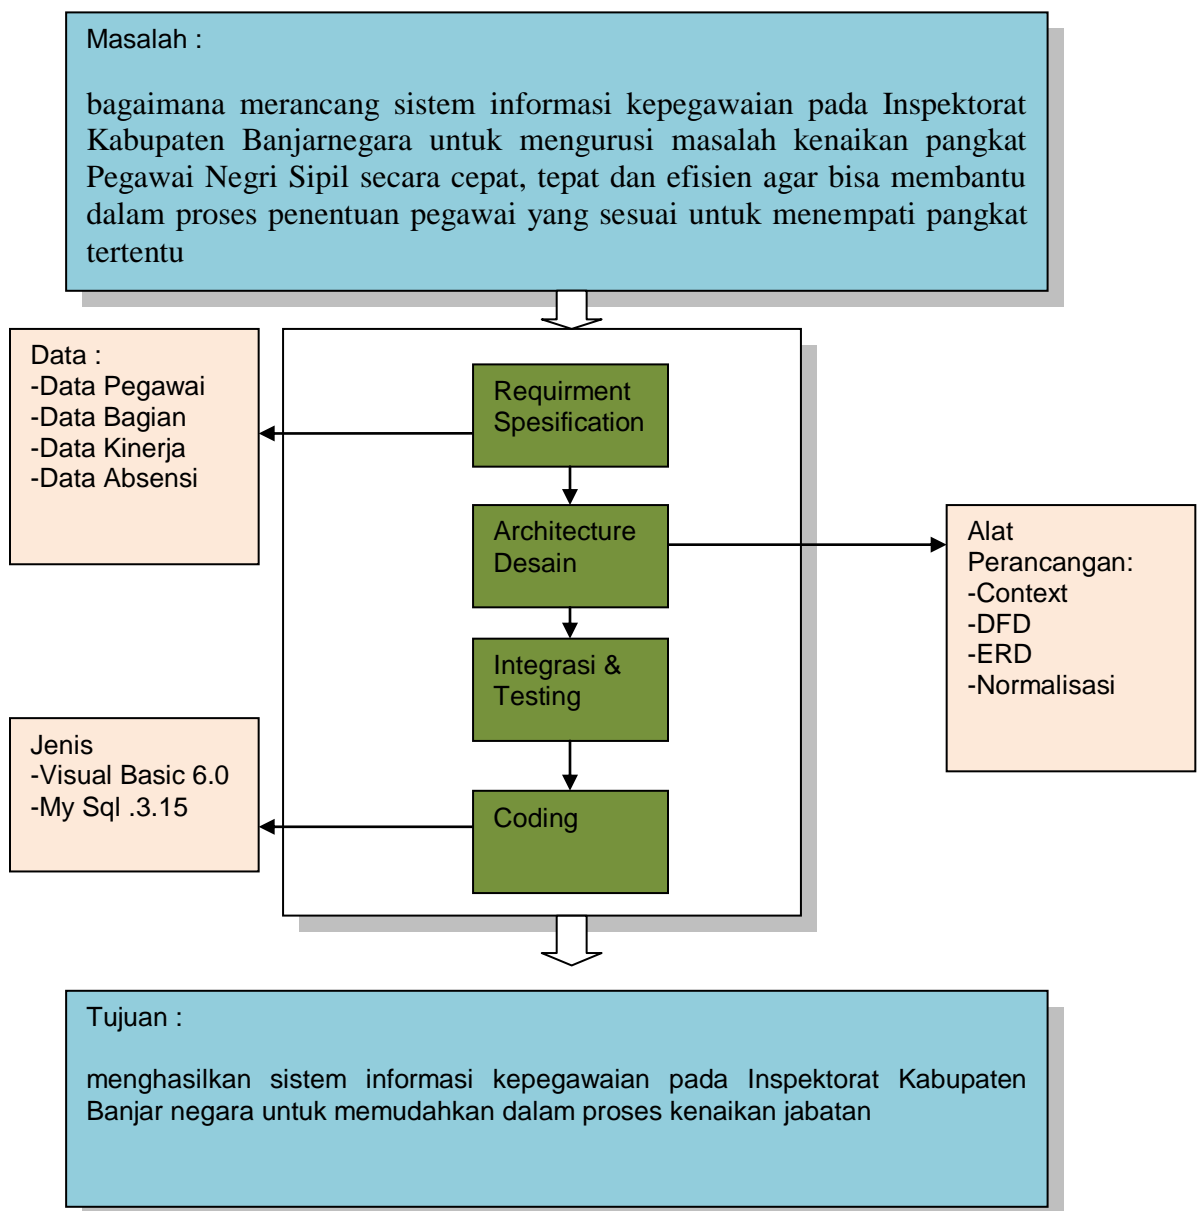 Masalah :
bagaimana merancang sistem informasi kepegawaian pada Inspektorat
Kabupaten Banjarnegara untuk mengurusi masalah kenaikan pangkat
Pegawai Negri Sipil secara cepat, tepat dan efisien agar bisa membantu
dalam proses penentuan pegawai yang sesuai untuk menempati pangkat
tertentu
Data :
-Data Pegawai
-Data Bagian
-Data Kinerja
-Data Absensi
Requirment
Spesification
Architecture
Desain
Alat
Perancangan:
-Context
-DFD
-ERD
-Normalisasi
Integrasi &
Testing
Jenis
-Visual Basic 6.0
-My Sql .3.15
Coding
Tujuan :
menghasilkan sistem informasi kepegawaian pada Inspektorat Kabupaten
Banjar negara untuk memudahkan dalam proses kenaikan jabatan